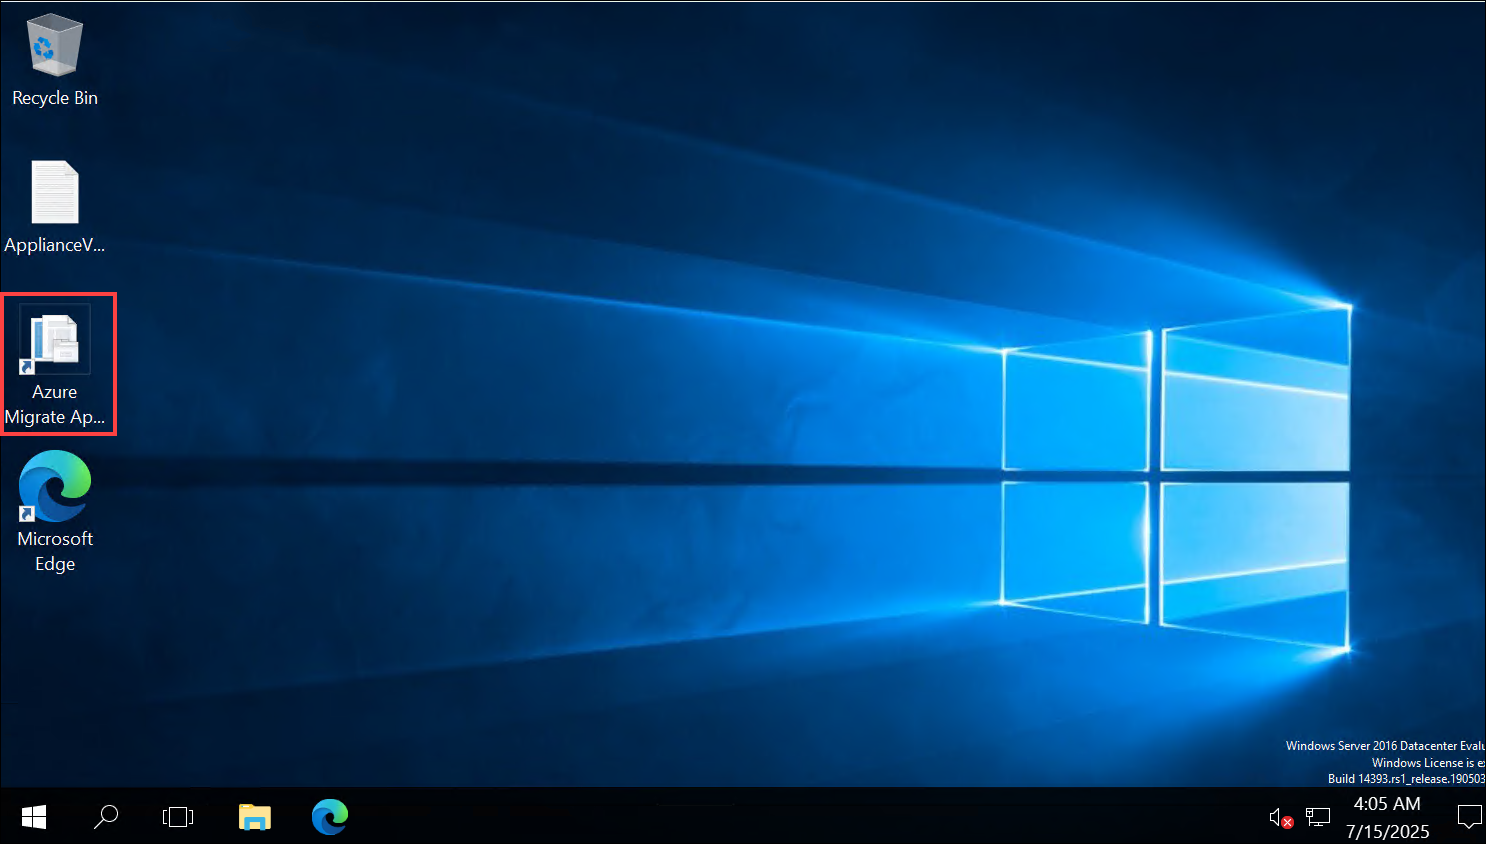 Recycle Bin
ApplianceV...
Azure
Migrate Ap...
Microsoft
Edge
Windows Server 2016 Datacenter Evalu
Windows License is e
Build 14393.rs1_release.190503
4:05 AM
7/15/2025